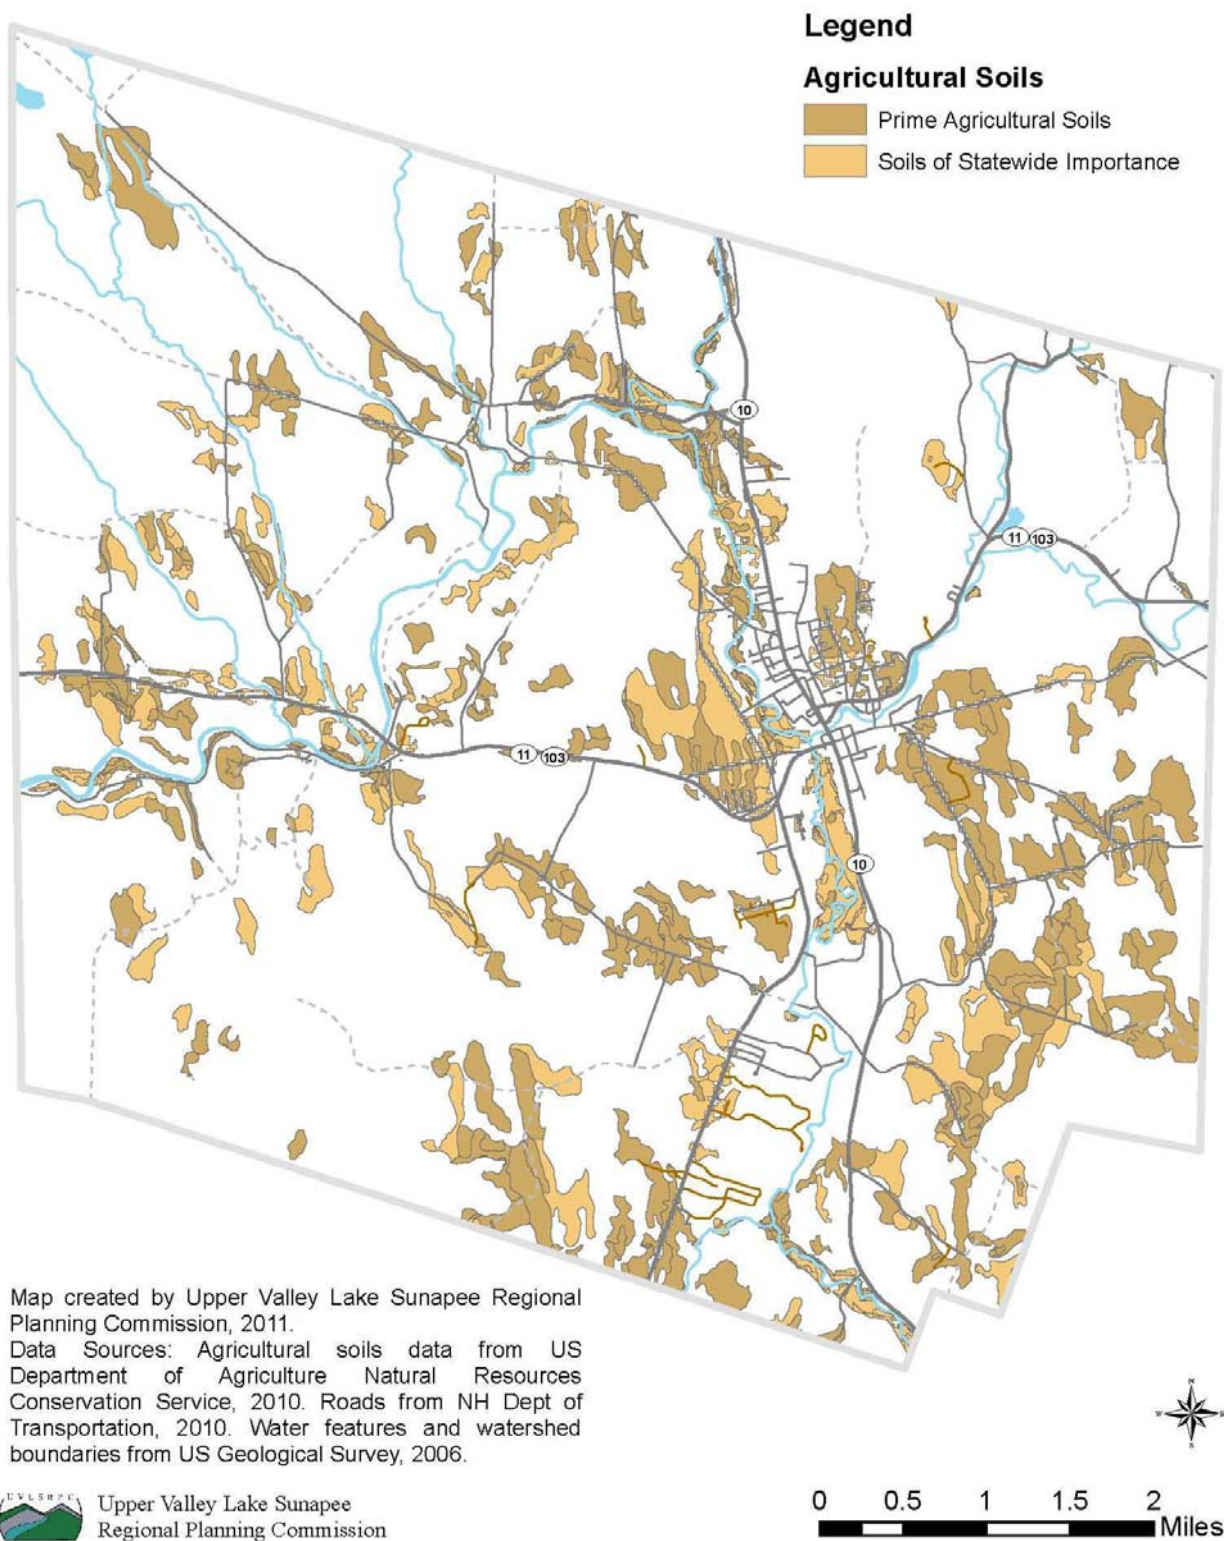 Legend
Agricultural Soils
Prime Agricultural Soils
Soils of Statewide Importance
10
11 103
11 103
10
Map created by Upper Valley Lake Sunapee Regional
Planning Commission, 2011.
Data Sources: Agricultural soils data from US
Department of Agriculture Natural Resources
Conservation Service, 2010. Roads from NH Dept of
Transportation, 2010. Water features and watershed
boundaries from US Geological Survey, 2006.
N
W E
S
UVLSRPC
Upper Valley Lake Sunapee
Regional Planning Commission
0 0.5 1 1.5 2
Miles